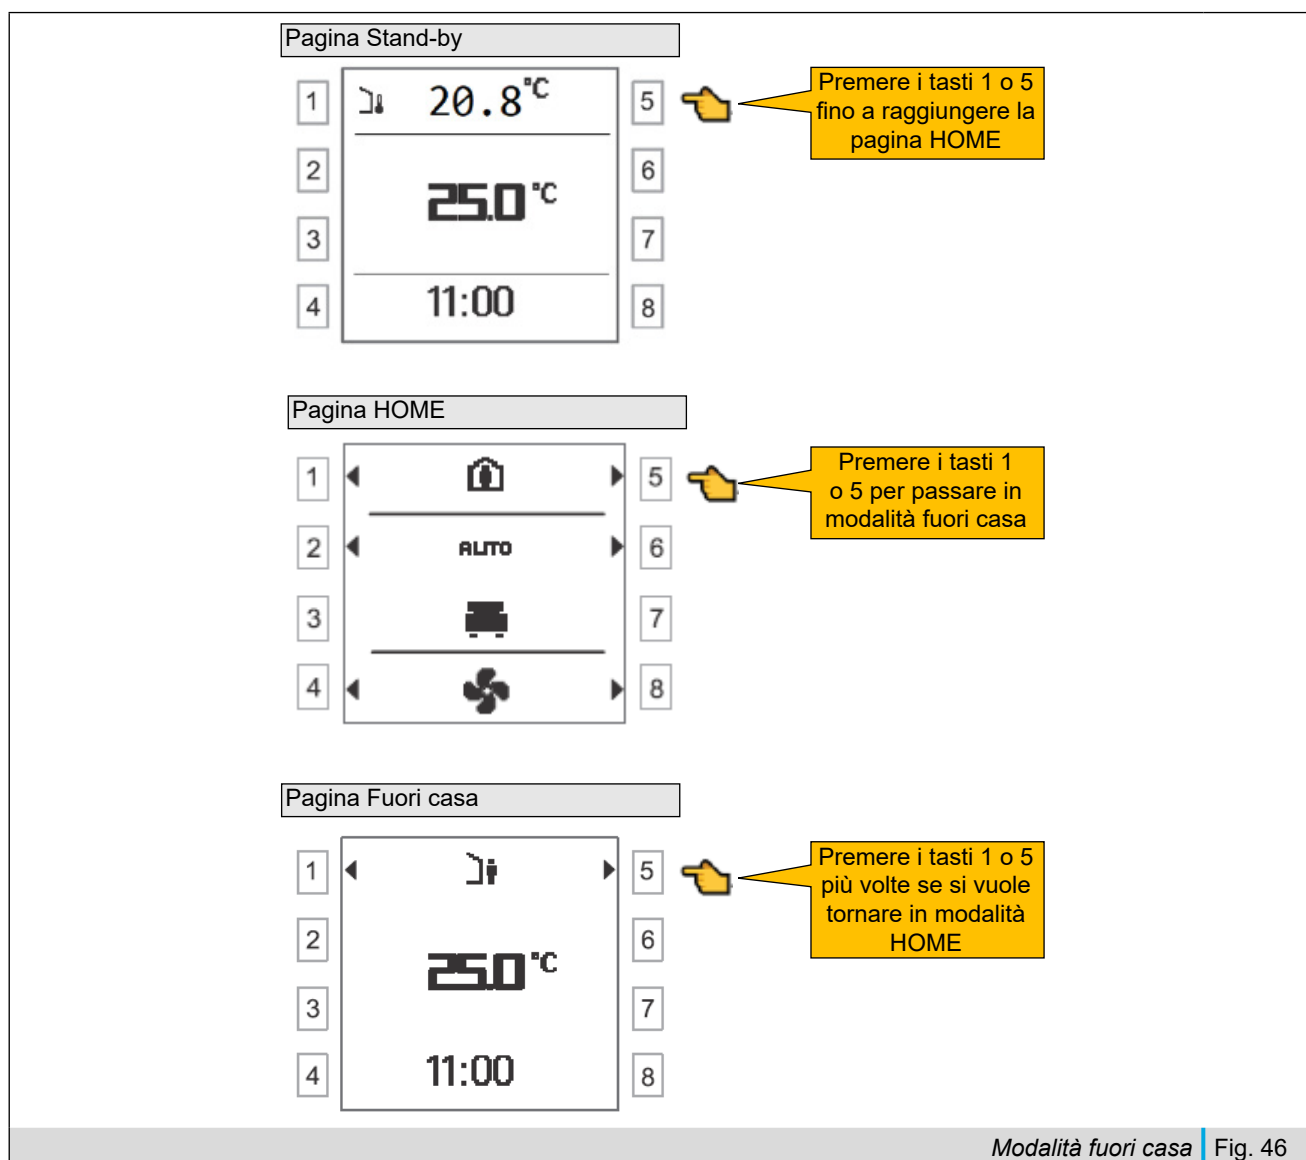 Pagina Stand-by
1 20.8°C 5
Premere i tasti 1 o 5
fino a raggiungere la
pagina HOME
2 6
25.0°C
3 7
4 11:00 8
Pagina HOME
1 5
Premere i tasti 1
o 5 per passare in
modalità fuori casa
2 AUTO 6
3 7
4 8
Pagina Fuori casa
1 5
Premere i tasti 1 o 5
più volte se si vuole
tornare in modalità
HOME
2 6
25.0°C
3 7
4 11:00 8
Modalità fuori casa Fig. 46